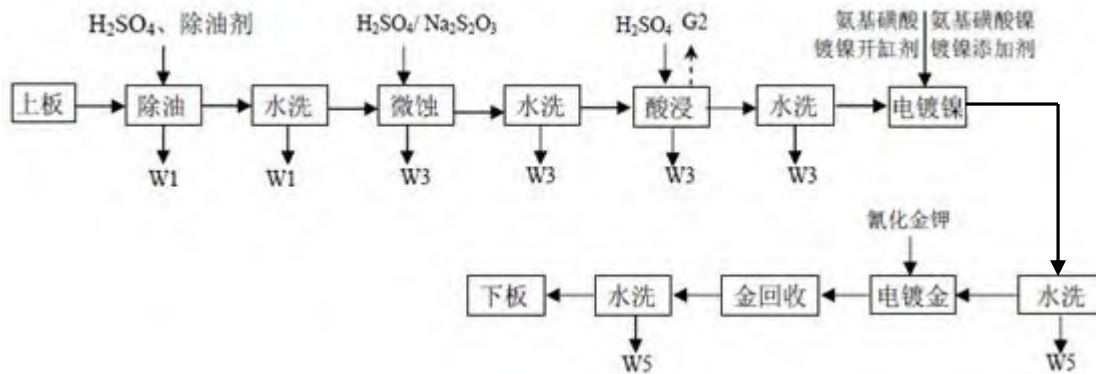 H₂SO₄、除油剂
H₂SO₄/ Na₂S₂O₃
H₂SO₄ G2
氨基磺酸 氨基磺酸镍
镀镍开缸剂 镀镍添加剂
上板 除油 水洗 微蚀 水洗 酸浸 水洗 电镀镍
W1 W1 W3 W3 W3 W3
氰化金钾
下板 水洗 金回收 电镀金 水洗
W5 W5